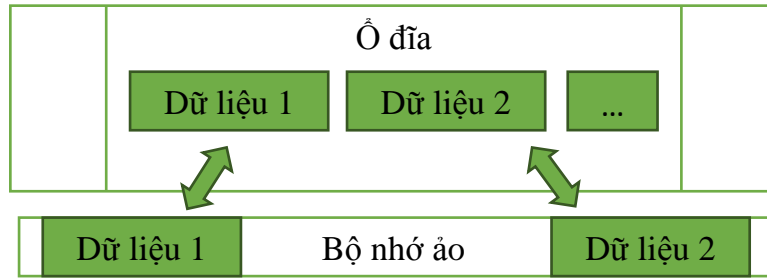 Ổ đĩa
Dữ liệu 1 Dữ liệu 2 ...
Dữ liệu 1 Bộ nhớ ảo Dữ liệu 2